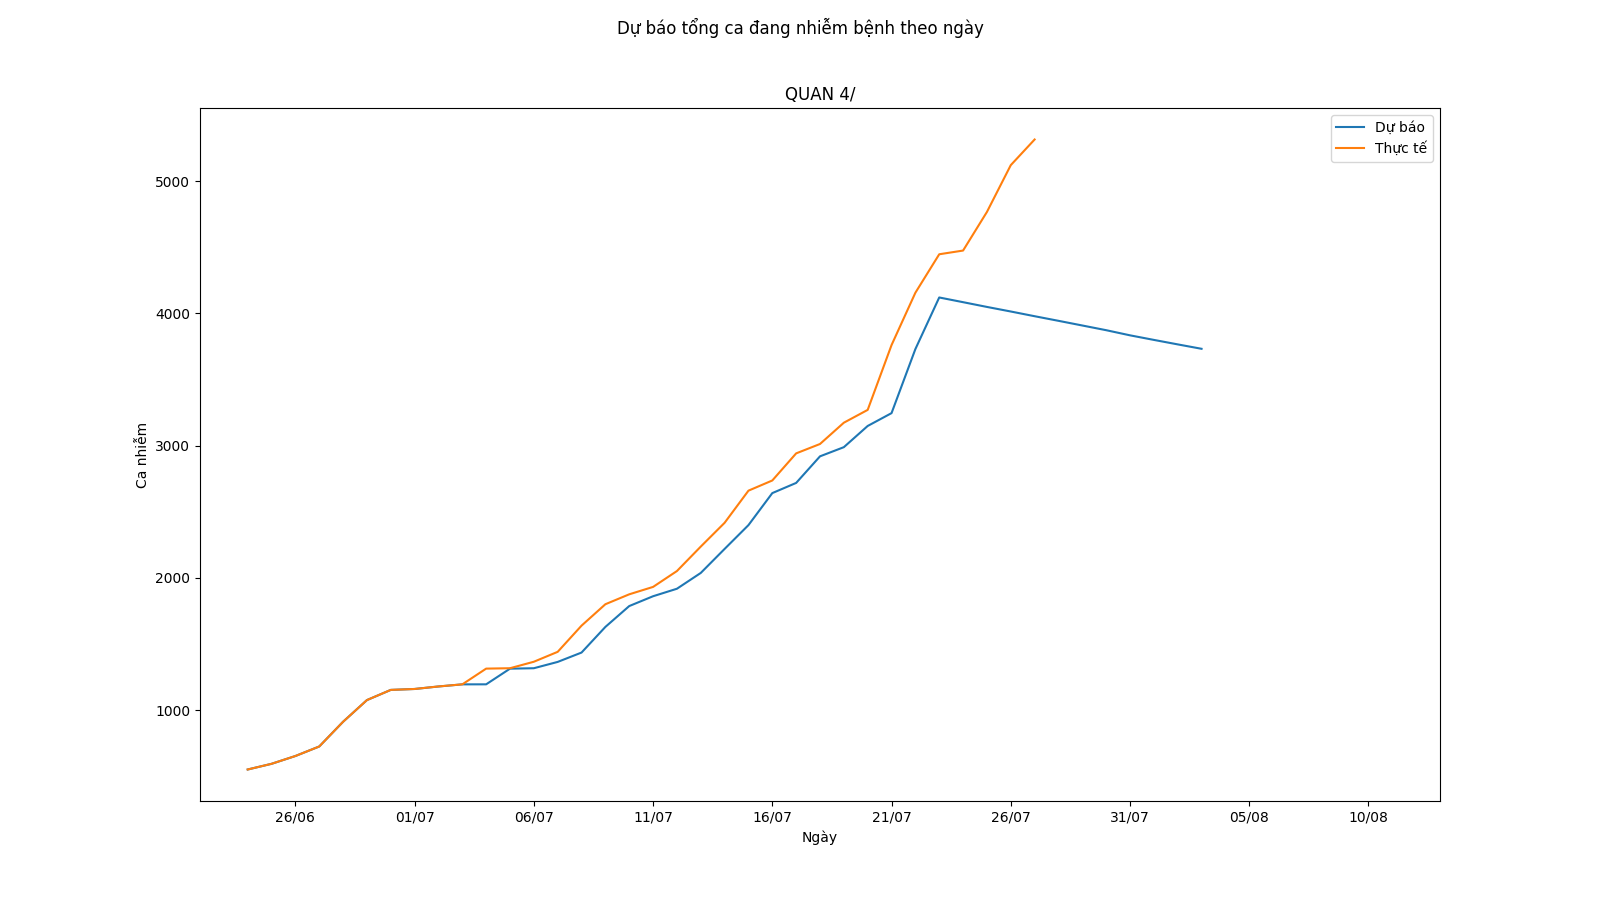 Dự báo tổng ca đang nhiễm bệnh theo ngày
QUAN 4/
Dự báo
Thực tế
5000
4000
3000
2000
1000
Ca nhiễm
26/06 01/07 06/07 11/07 16/07 21/07 26/07 31/07 05/08 10/08
Ngày